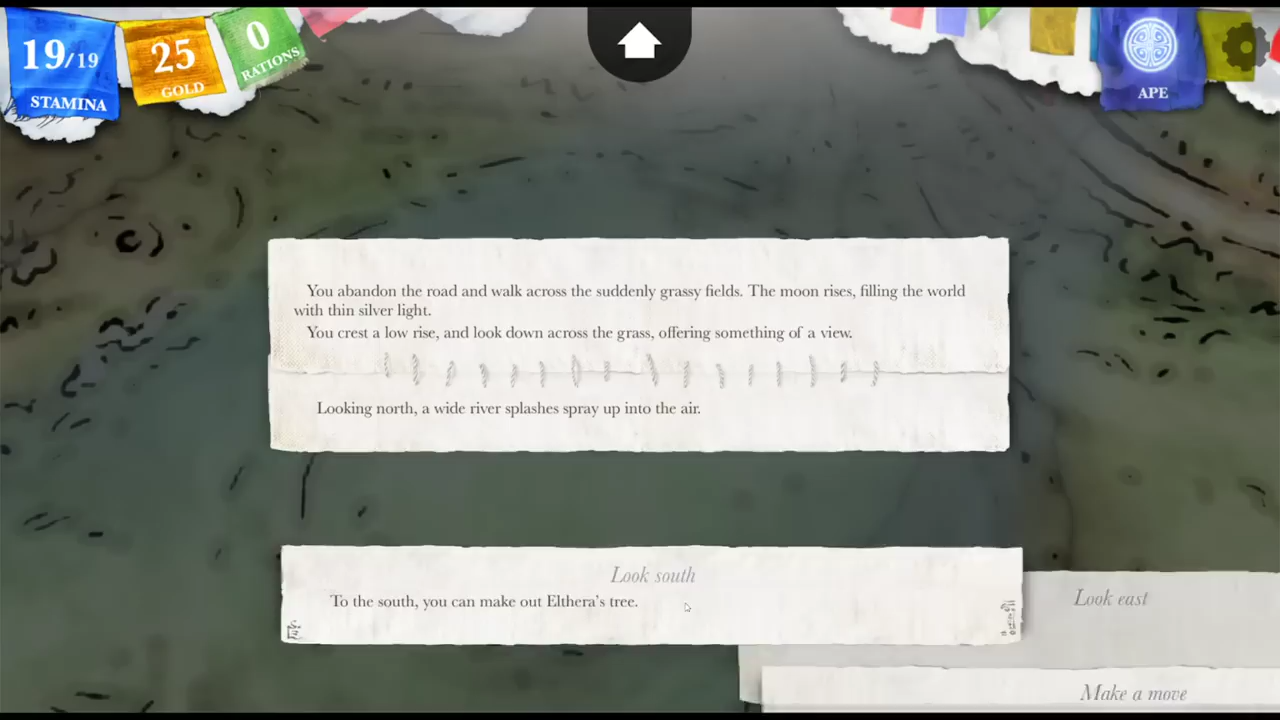 19/19
STAMINA
25
GOLD
0
RATIONS
APE
You abandon the road and walk across the suddenly grassy fields. The moon rises, filling the world
with thin silver light.
You crest a low rise, and look down across the grass, offering something of a view.
Looking north, a wide river splashes spray up into the air.
Look south
To the south, you can make out Elthera's tree.
Look east
Make a move